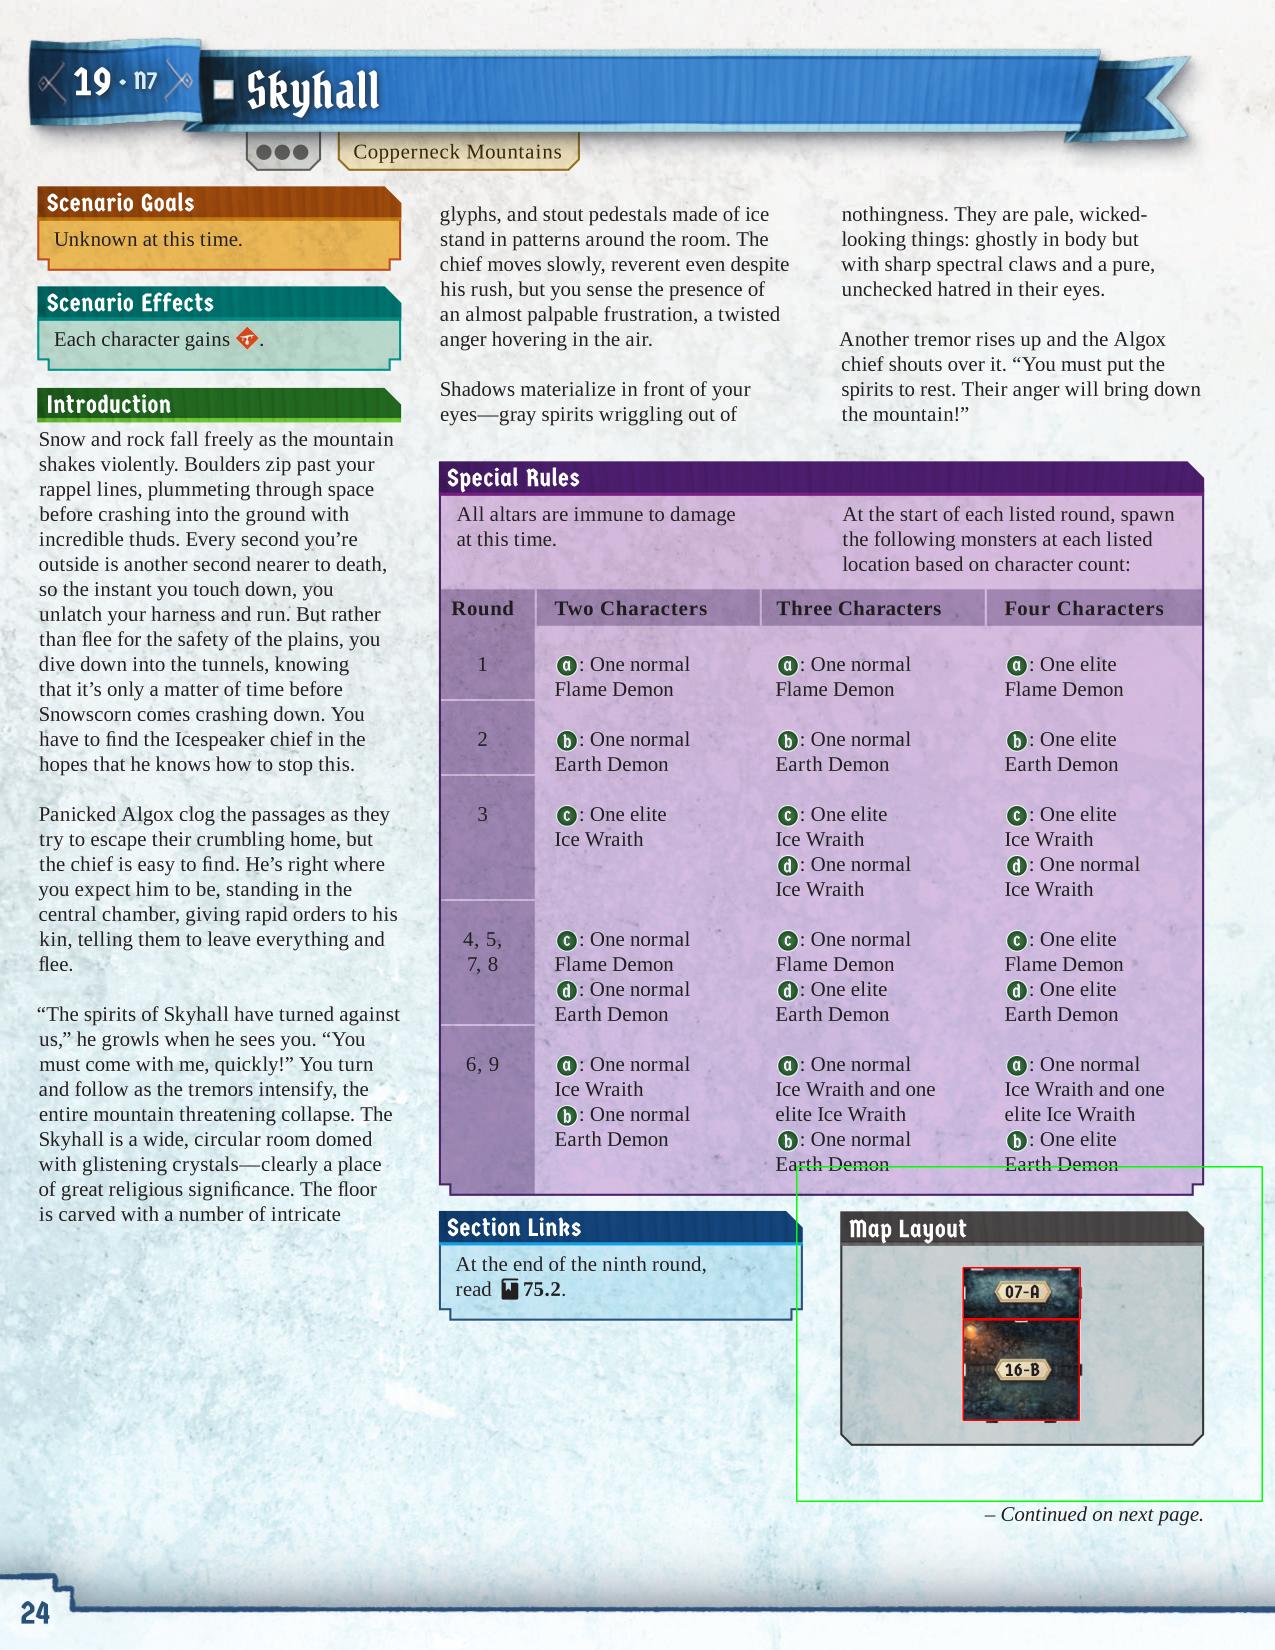 19 · N7
Skyhall
Copperneck Mountains
Scenario Goals
Unknown at this time.
Scenario Effects
Each character gains .
Introduction
Snow and rock fall freely as the mountain
shakes violently. Boulders zip past your
rappel lines, plummeting through space
before crashing into the ground with
incredible thuds. Every second you’re
outside is another second nearer to death,
so the instant you touch down, you
unlatch your harness and run. But rather
than flee for the safety of the plains, you
dive down into the tunnels, knowing
that it’s only a matter of time before
Snowscorn comes crashing down. You
have to find the Icespeaker chief in the
hopes that he knows how to stop this.
Panicked Algox clog the passages as they
try to escape their crumbling home, but
the chief is easy to find. He’s right where
you expect him to be, standing in the
central chamber, giving rapid orders to his
kin, telling them to leave everything and
flee.
“The spirits of Skyhall have turned against
us,” he growls when he sees you. “You
must come with me, quickly!” You turn
and follow as the tremors intensify, the
entire mountain threatening collapse. The
Skyhall is a wide, circular room domed
with glistening crystals—clearly a place
of great religious significance. The floor
is carved with a number of intricate
glyphs, and stout pedestals made of ice
stand in patterns around the room. The
chief moves slowly, reverent even despite
his rush, but you sense the presence of
an almost palpable frustration, a twisted
anger hovering in the air.
Shadows materialize in front of your
eyes—gray spirits wriggling out of
nothingness. They are pale, wicked-
looking things: ghostly in body but
with sharp spectral claws and a pure,
unchecked hatred in their eyes.
Another tremor rises up and the Algox
chief shouts over it. “You must put the
spirits to rest. Their anger will bring down
the mountain!”
Special Rules
All altars are immune to damage
at this time.
At the start of each listed round, spawn
the following monsters at each listed
location based on character count:
Round Two Characters Three Characters Four Characters
1 a: One normal a: One normal a: One elite
Flame Demon Flame Demon Flame Demon
2 b: One normal b: One normal b: One elite
Earth Demon Earth Demon Earth Demon
3 c: One elite c: One elite c: One elite
Ice Wraith Ice Wraith Ice Wraith
d: One normal d: One normal
Ice Wraith Ice Wraith
4, 5, c: One normal c: One normal c: One elite
7, 8 Flame Demon Flame Demon Flame Demon
d: One normal d: One elite d: One elite
Earth Demon Earth Demon Earth Demon
6, 9 a: One normal a: One normal a: One normal
Ice Wraith Ice Wraith and one Ice Wraith and one
b: One normal elite Ice Wraith elite Ice Wraith
Earth Demon b: One normal b: One elite
Earth Demon Earth Demon
Section Links
At the end of the ninth round,
read 75.2.
Map Layout
07-A
16-B
– Continued on next page.
24